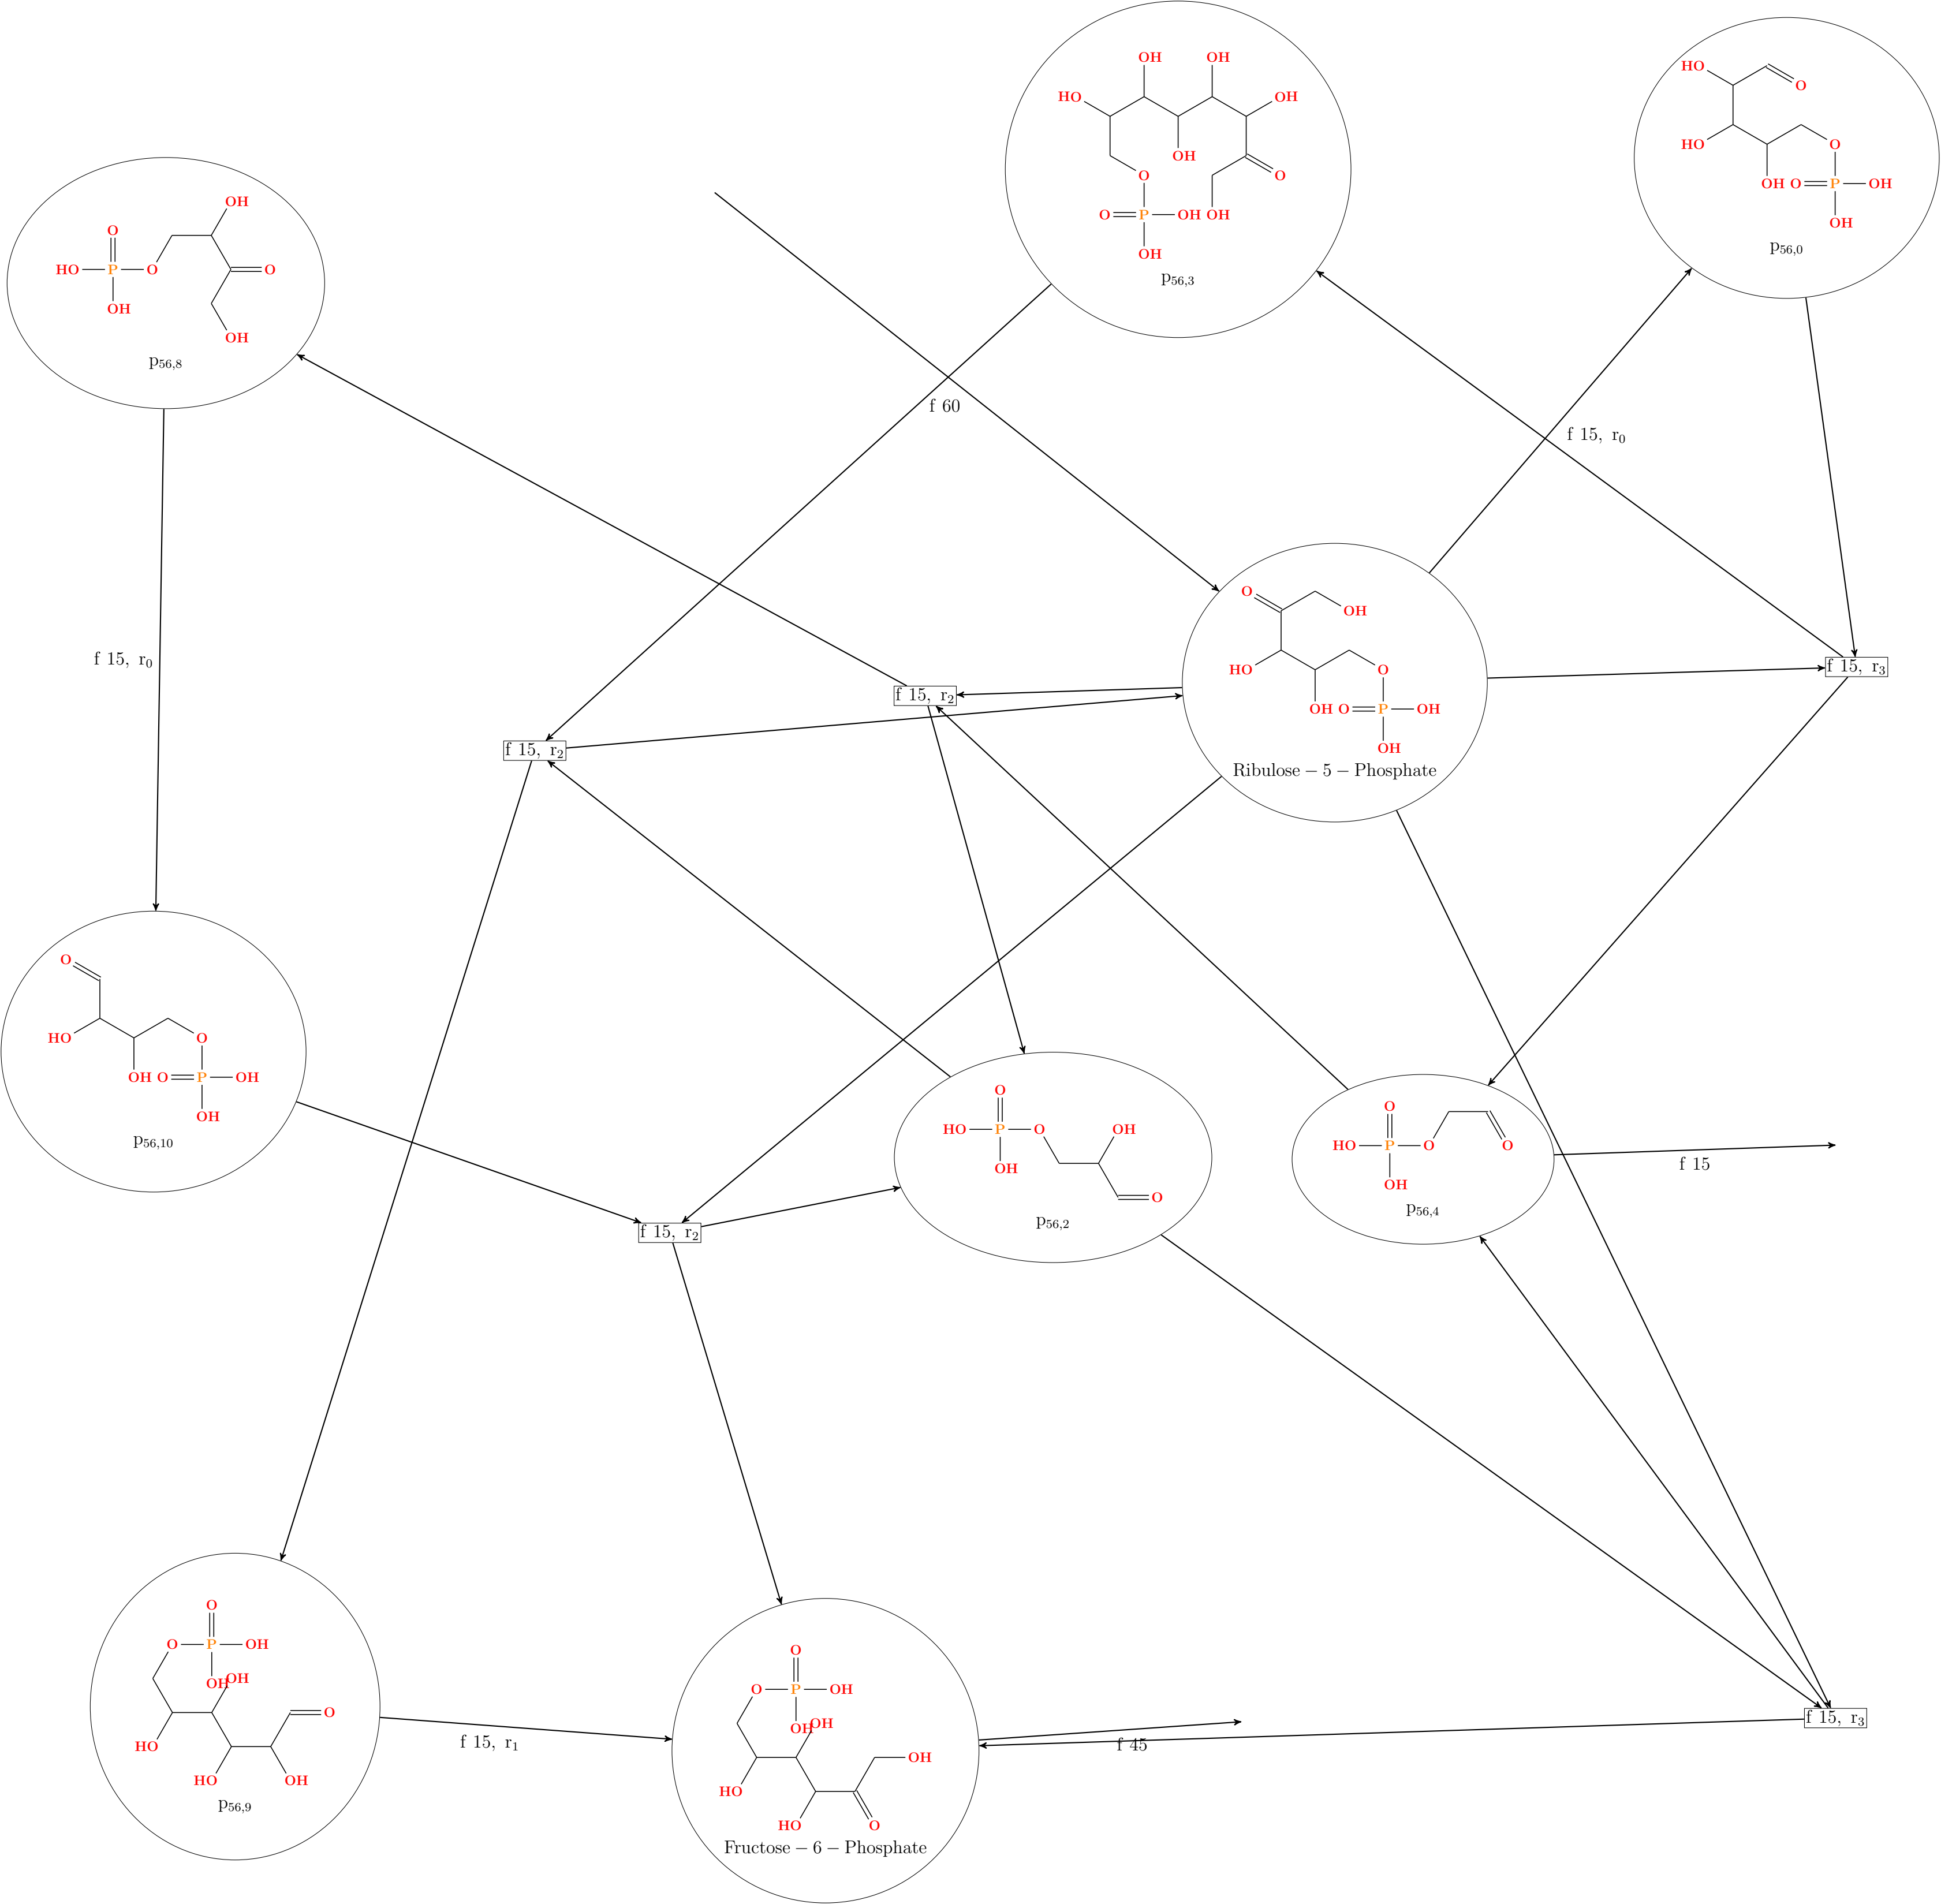 OH OH
HO OH
OH
O
O
O P OH OH
OH
p56,3
HO
O
HO O
OH O P OH
OH
p56,0
OH
O
HO P O O
OH
OH
p56,8
f 60
f 15, r0
O
OH
HO O
OH O P OH
OH
Ribulose − 5 − Phosphate
f 15, r0
f 15, r3
f 15, r2
f 15, r2
O
HO O
OH O P OH
OH
p56,10
O
HO P O OH
OH
O
p56,2
O
HO P O O
OH
p56,4
f 15
f 15, r2
O
O P OH
OH OH
O
HO
HO OH
p56,9
f 15, r1
O
O P OH
OH OH
OH
HO
HO O
Fructose − 6 − Phosphate
f 45
f 15, r3